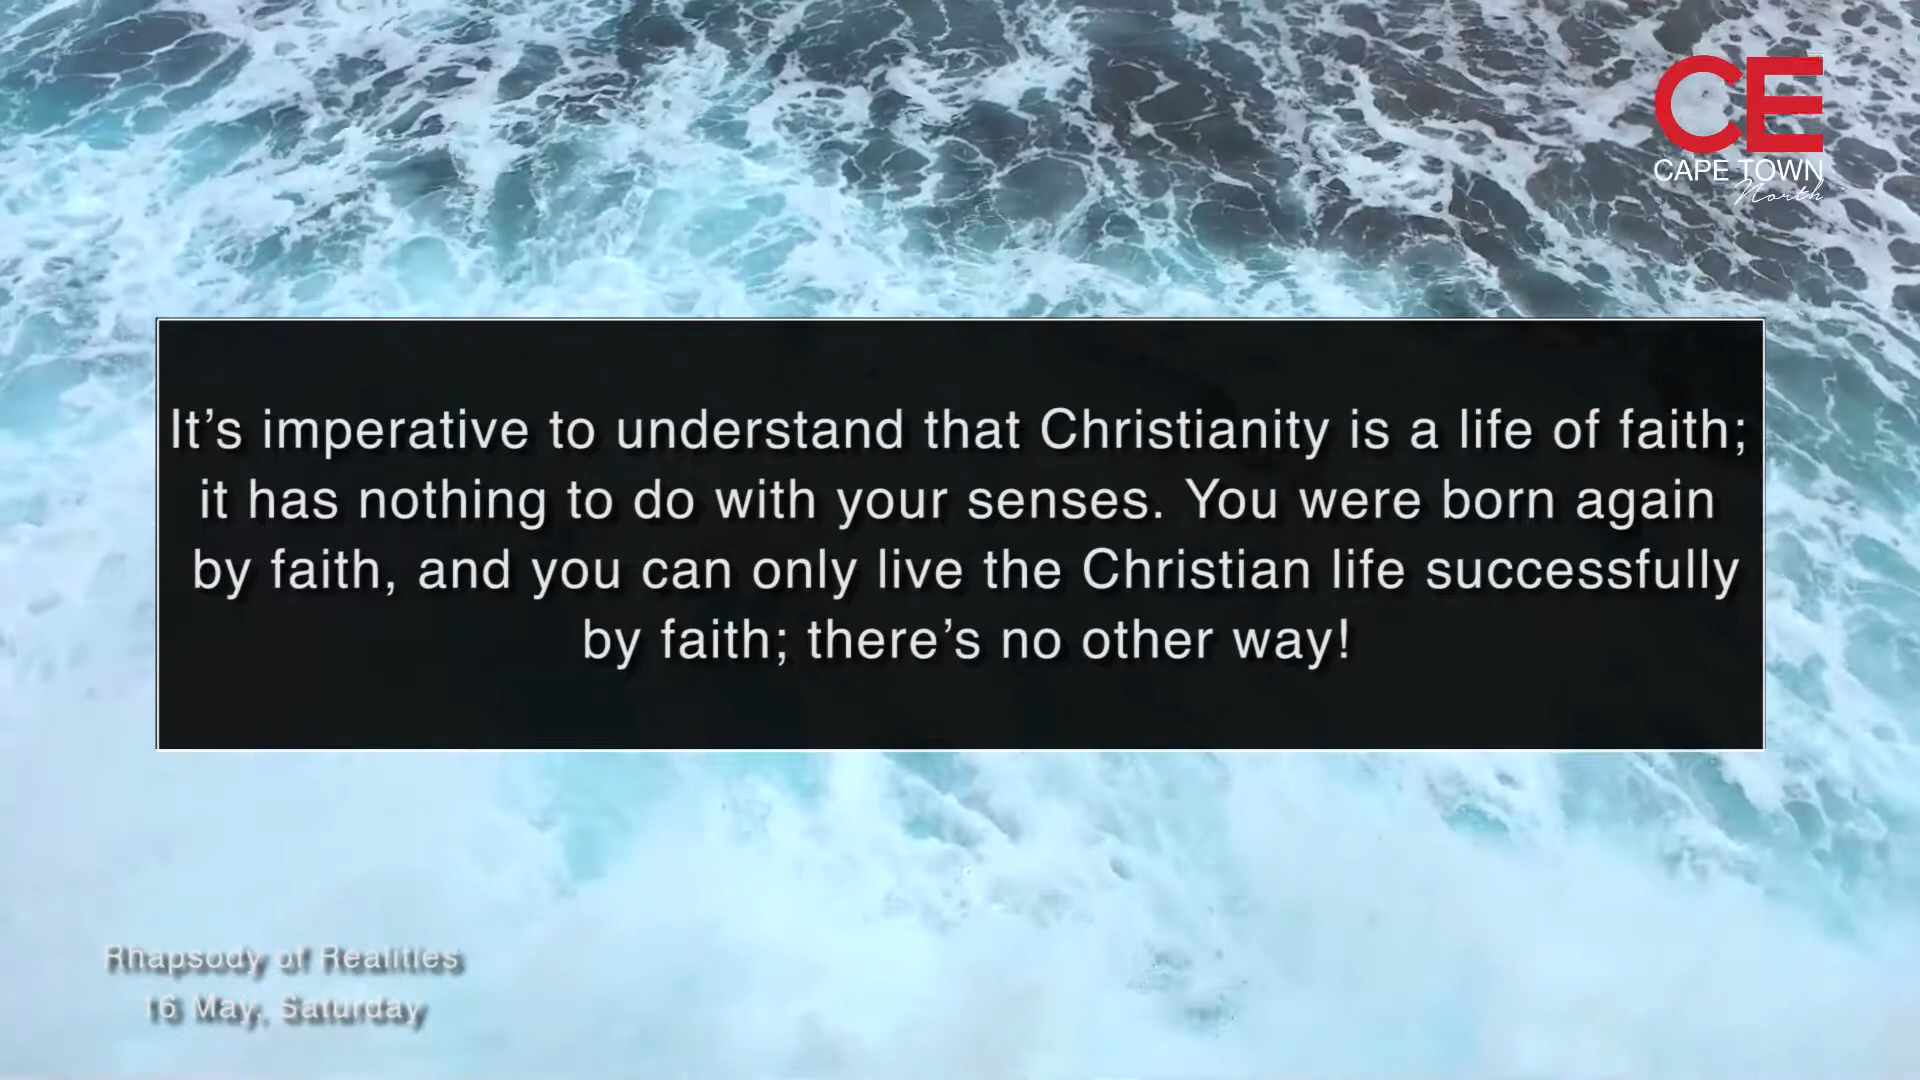 CE
CAPE TOWN
North
It’s imperative to understand that Christianity is a life of faith;
it has nothing to do with your senses. You were born again
by faith, and you can only live the Christian life successfully
by faith; there’s no other way!
Rhapsody of Realities
16 May, Saturday